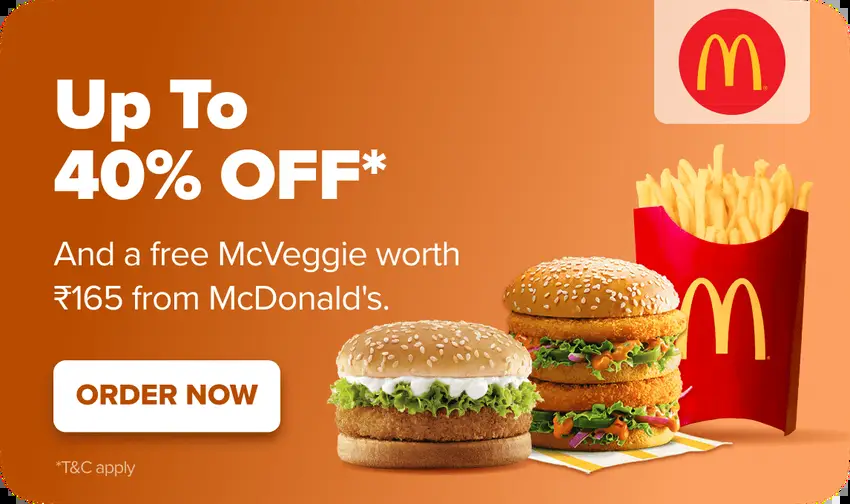 Up To
40% OFF*
And a free McVeggie worth
₹165 from McDonald's.
ORDER NOW
*T&C apply